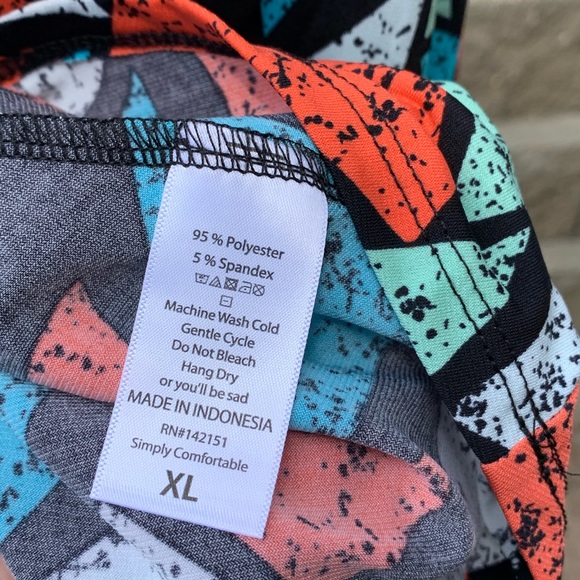 95 % Polyester
5 % Spandex
Machine Wash Cold
Gentle Cycle
Do Not Bleach
Hang Dry
or you'll be sad
MADE IN INDONESIA
RN#142151
Simply Comfortable
XL